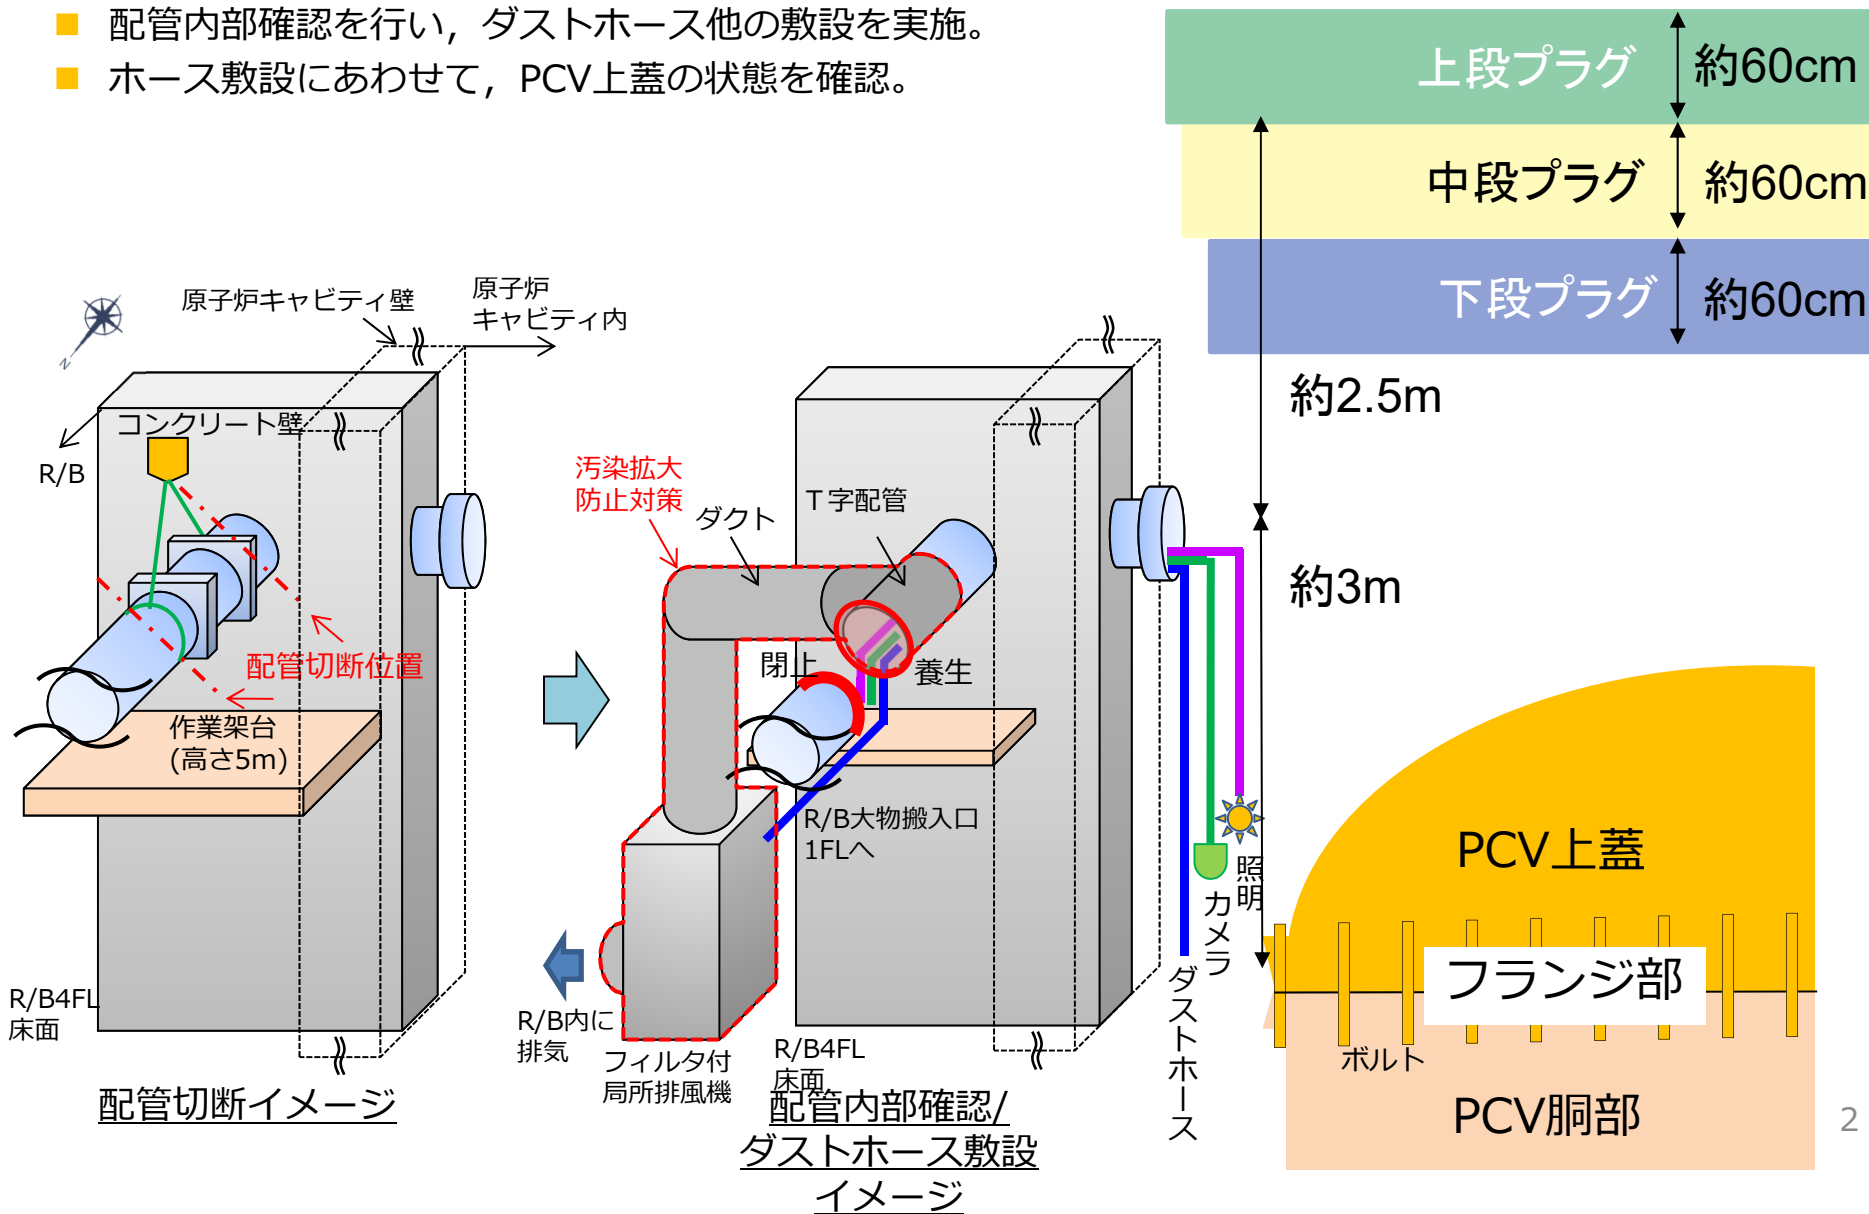 配管内部確認を行い，ダストホース他の敷設を実施。
ホース敷設にあわせて，PCV上蓋の状態を確認。
上段プラグ
約60cm
中段プラグ
約60cm
下段プラグ
約60cm
約2.5m
約3m
原子炉キャビティ壁
原子炉
キャビティ内
N
コンクリート壁
R/B
配管切断位置
作業架台
(高さ5m)
R/B4FL
床面
配管切断イメージ
汚染拡大
防止対策
ダクト
T字配管
閉止
養生
R/B大物搬入口
1FLへ
R/B内に
排気
フィルタ付
局所排風機
R/B4FL
床面
配管内部確認/
ダストホース敷設
イメージ
照明
カメラ
ダストホース
PCV上蓋
フランジ部
ボルト
PCV胴部
2